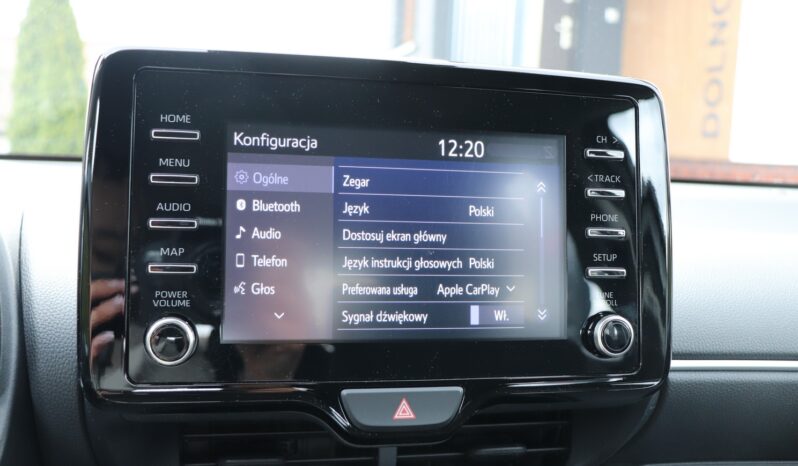 DOLNO
Konfiguracja 12:20
Ogólne
Bluetooth
Audio
Telefon
Głos
Zegar
Język Polski
Dostosuj ekran główny
Język instrukcji głosowych Polski
Preferowana usługa Apple CarPlay
Sygnał dźwiękowy Wł.
HOME
MENU
AUDIO
MAP
POWER
VOLUME
CH >
< TRACK
PHONE
SETUP